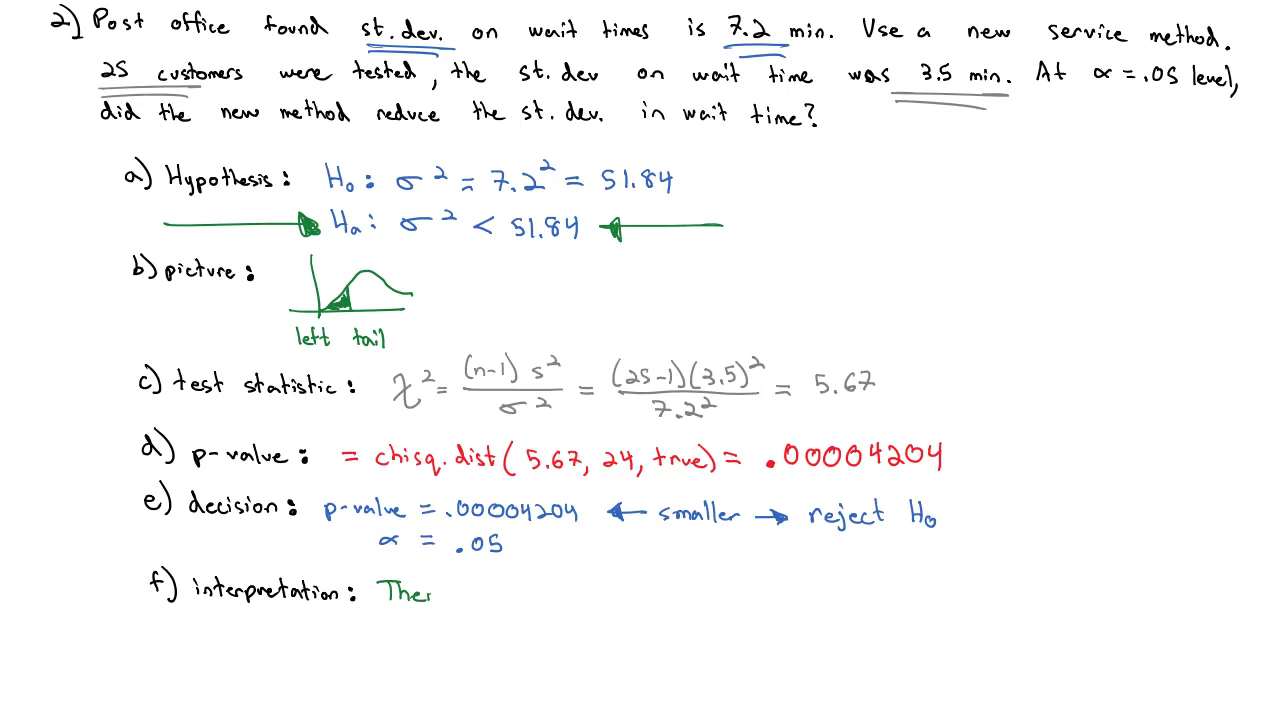 2) Post office found st. dev. on wait times is 7.2 min. Use a new service method.
25 customers were tested, the st. dev on wait time was 3.5 min. At α = .05 level,
did the new method reduce the st. dev. in wait time?
a) Hypothesis: H₀: σ² = 7.2² = 51.84
Hₐ: σ² < 51.84
b) picture:
left tail
c) test statistic: χ² = (n-1) s² / σ² = (25-1)(3.5)² / 7.2² = 5.67
d) p-value: = chisq.dist( 5.67, 24, true) = .00004204
e) decision: p-value = .00004204 ← smaller → reject H₀
α = .05
f) interpretation: Ther